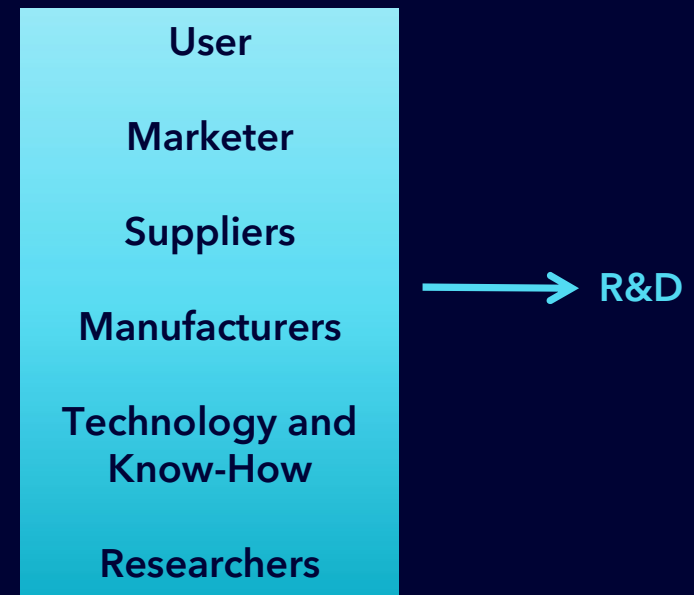 User
Marketer
Suppliers
Manufacturers
R&D
Technology and
Know-How
Researchers